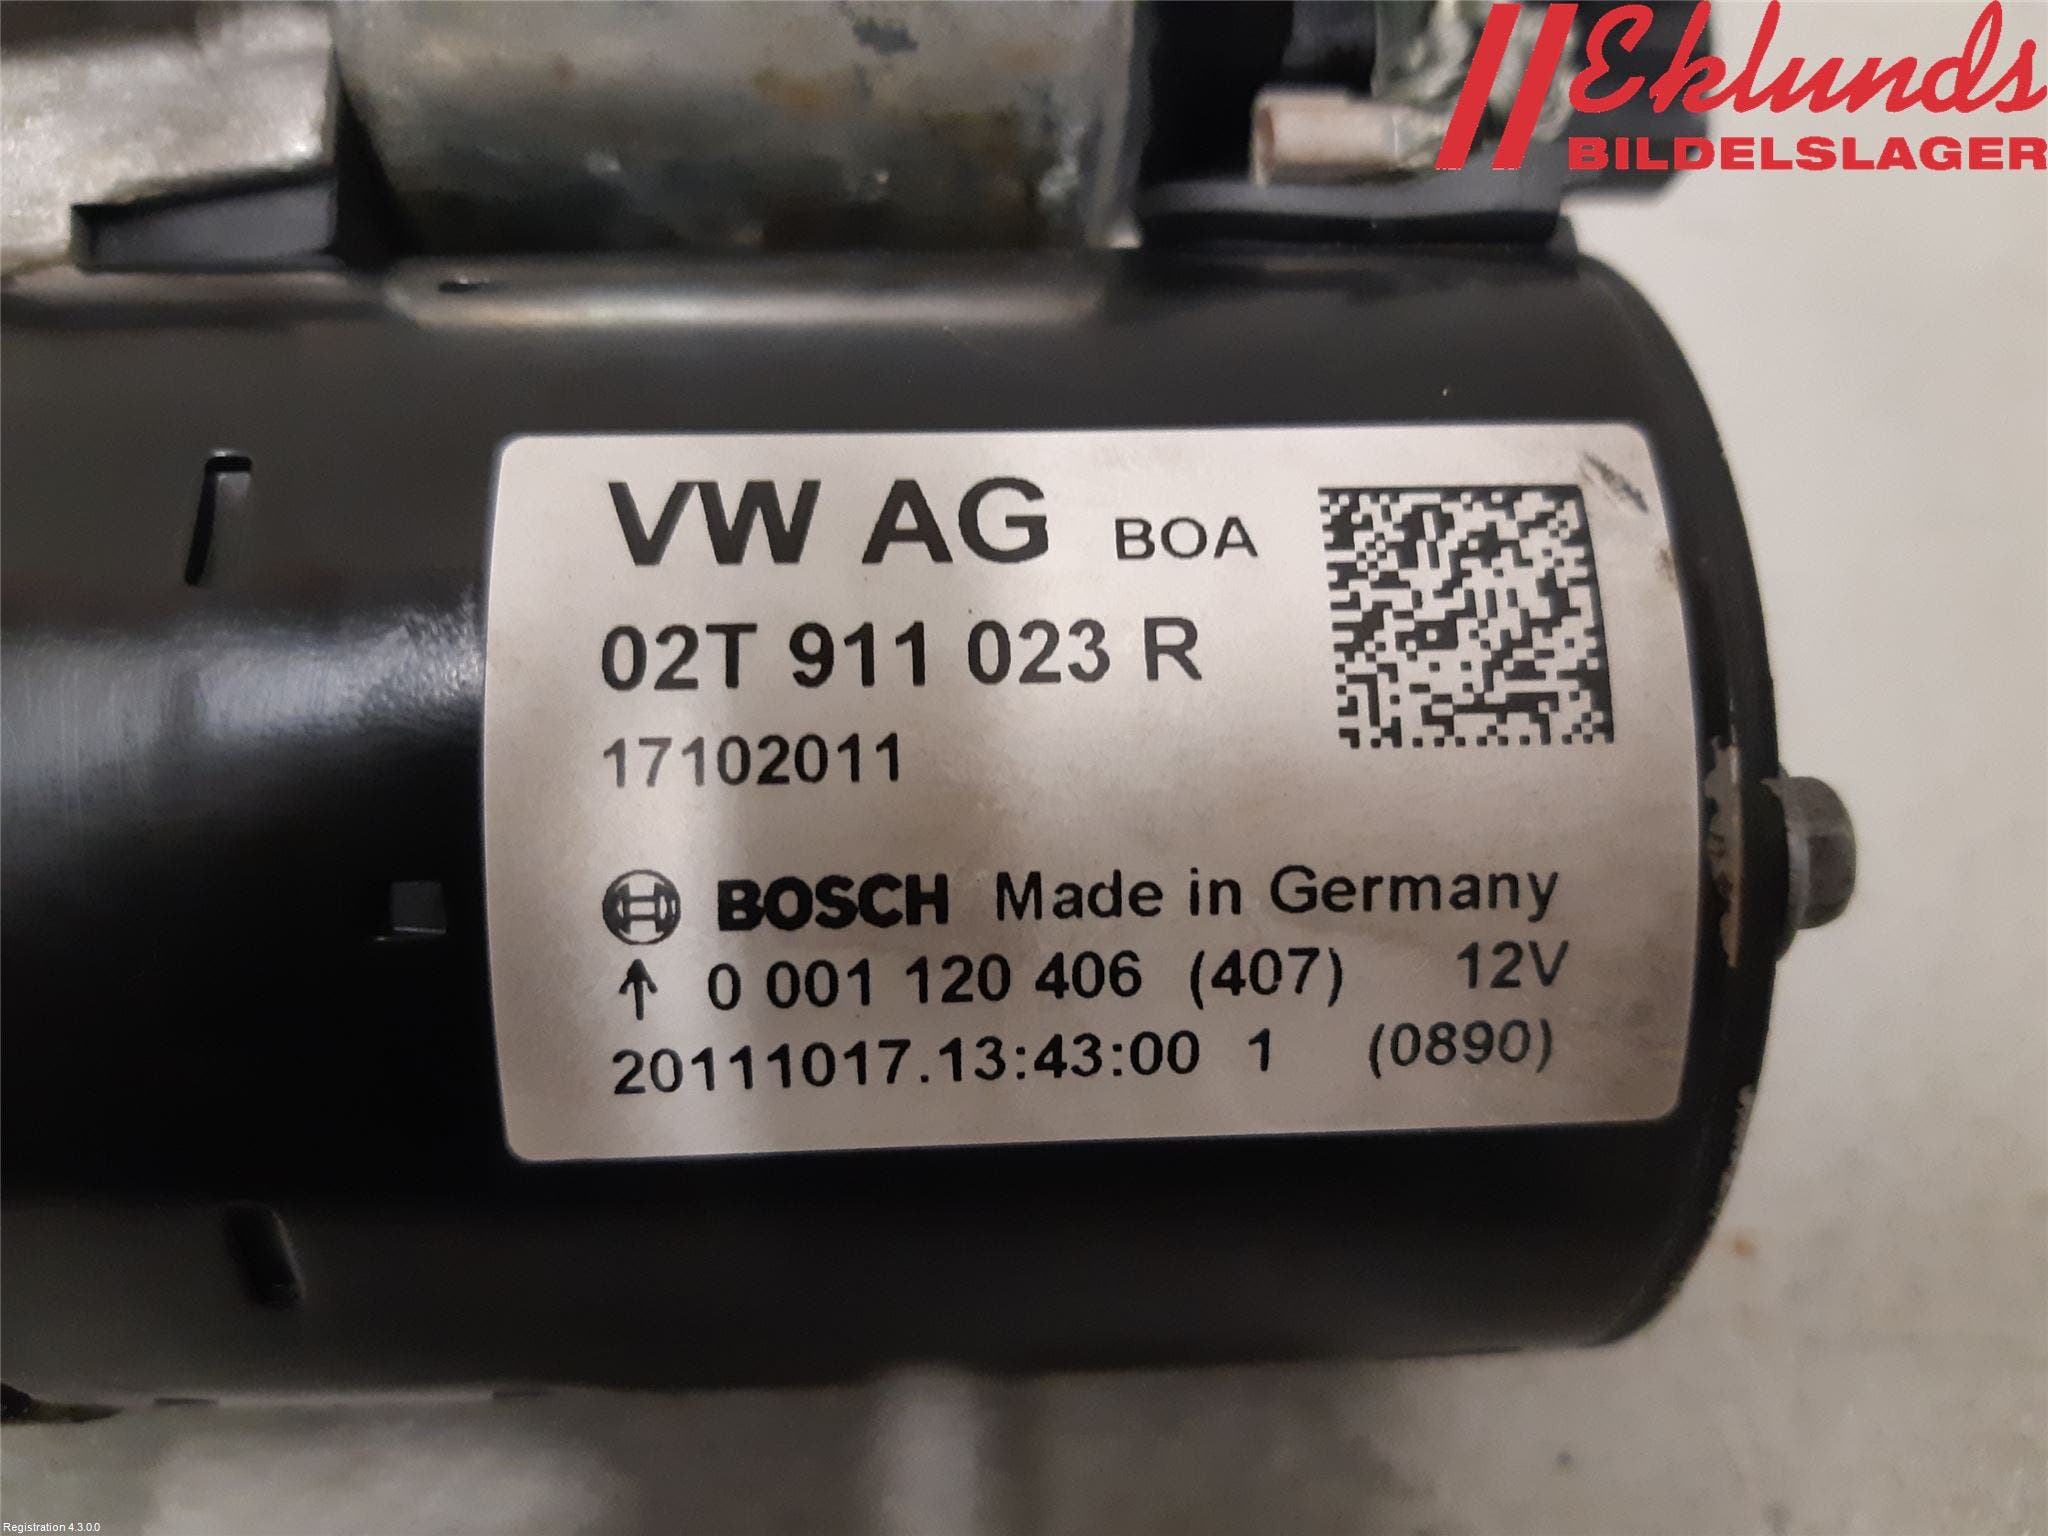 Eklunds
BILDELSLAGER
VW AG BOA
02T 911 023 R
17102011
BOSCH Made in Germany
↑ 0 001 120 406 (407) 12V
20111017.13:43:00 1 (0890)
Registration 4.3.0.0